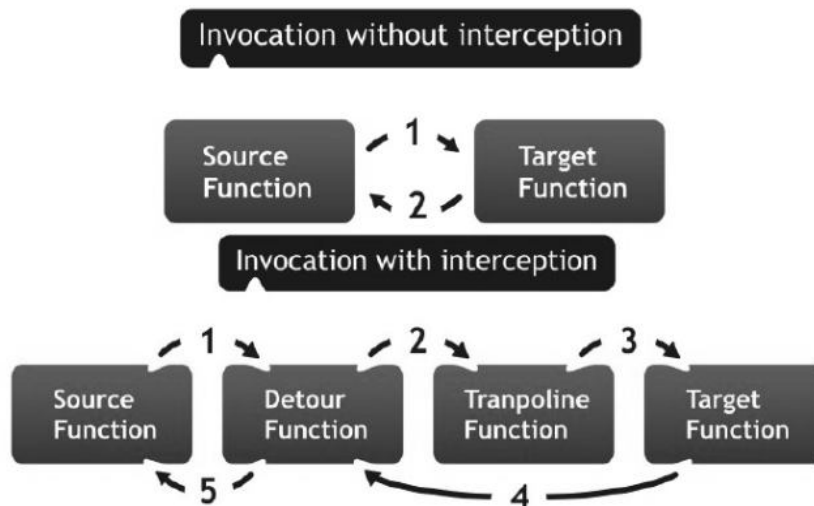 Invocation without interception
1
Source
Function
Target
Function
2
Invocation with interception
1
2
3
Source
Function
Detour
Function
Tranpoline
Function
Target
Function
5
4